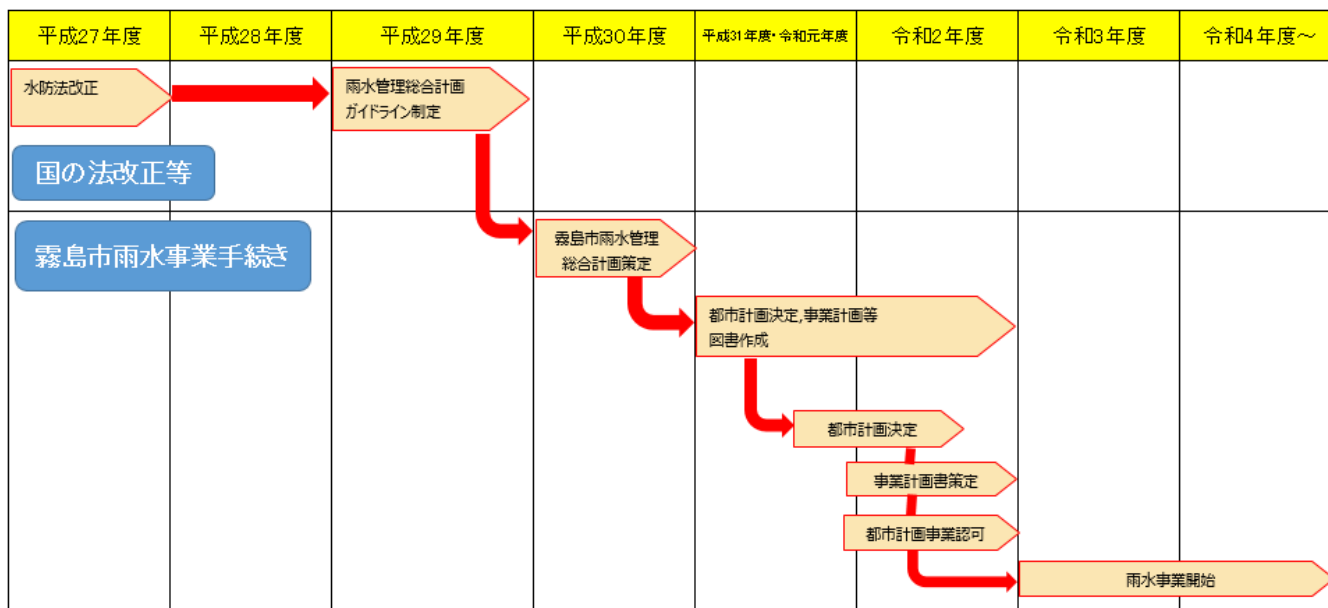 平成27年度
平成28年度
平成29年度
平成30年度
平成31年度・令和元年度
令和2年度
令和3年度
令和4年度～
水防法改正
雨水管理総合計画
ガイドライン制定
国の法改正等
霧島市雨水事業手続き
霧島市雨水管理
総合計画策定
都市計画決定,事業計画等
図書作成
都市計画決定
事業計画書策定
都市計画事業認可
雨水事業開始